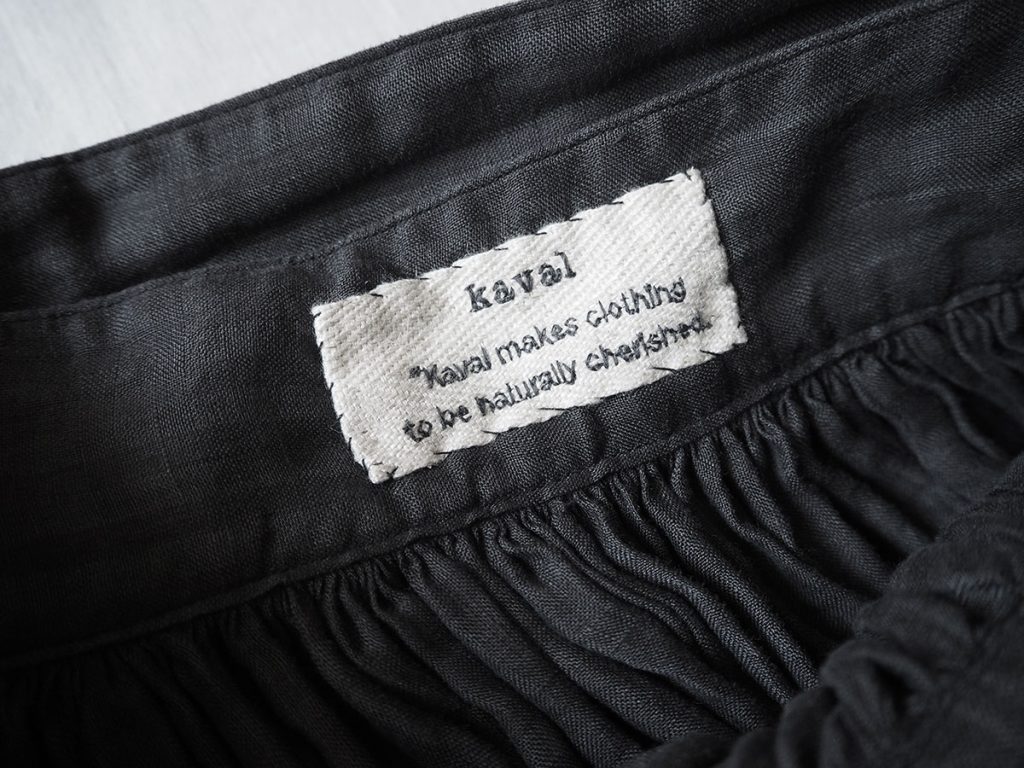 kaval
"Kaval makes clothing
to be naturally cherished.